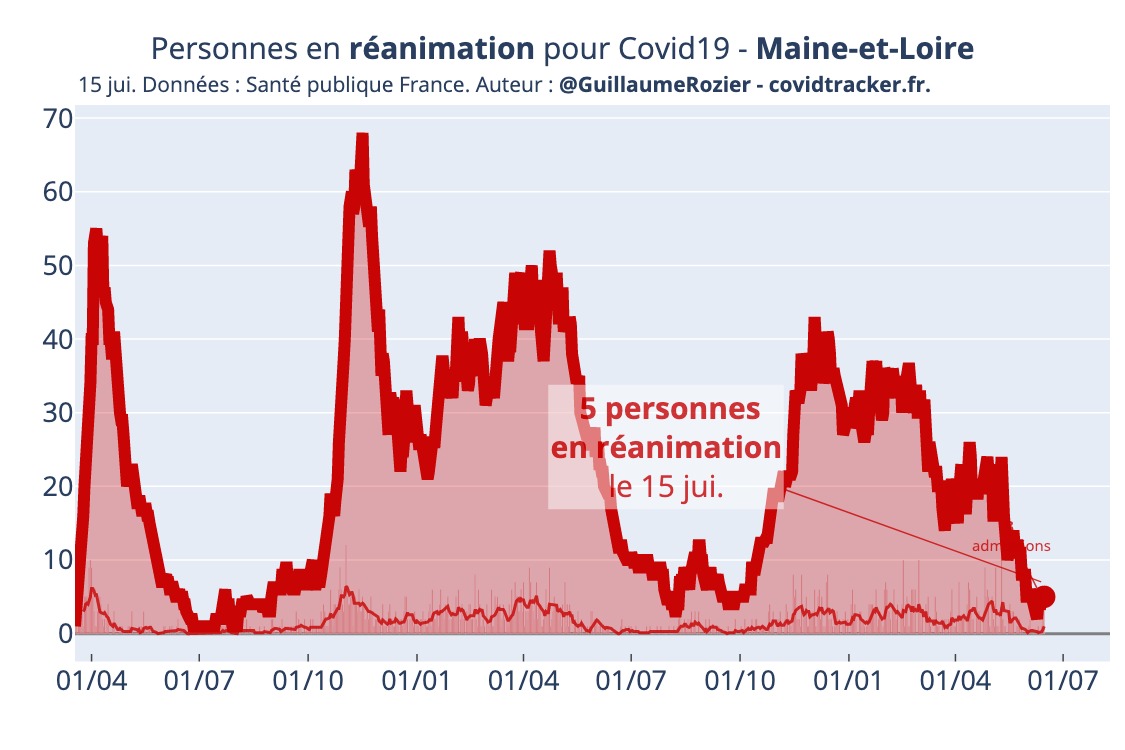 Personnes en réanimation pour Covid19 - Maine-et-Loire
15 jui. Données : Santé publique France. Auteur : @GuillaumeRozier - covidtracker.fr.
70
60
50
40
30
20
10
0
5 personnes
en réanimation
le 15 jui.
01/04 01/07 01/10 01/01 01/04 01/07 01/10 01/01 01/04 01/07